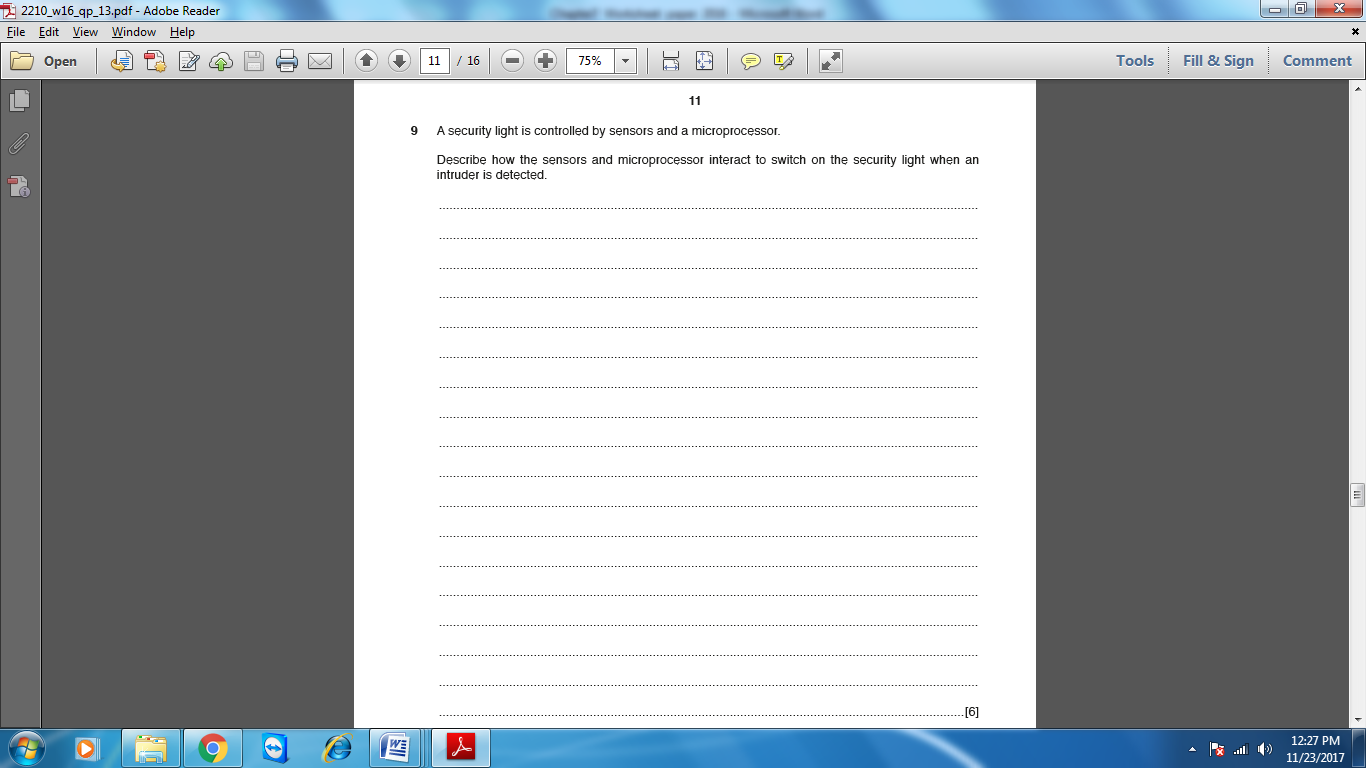 2210_w16_qp_13.pdf - Adobe Reader
File Edit View Window Help
Open
11 / 16
75%
Tools Fill & Sign Comment
11
9 A security light is controlled by sensors and a microprocessor.
Describe how the sensors and microprocessor interact to switch on the security light when an
intruder is detected.
[6]
12:27 PM
11/23/2017